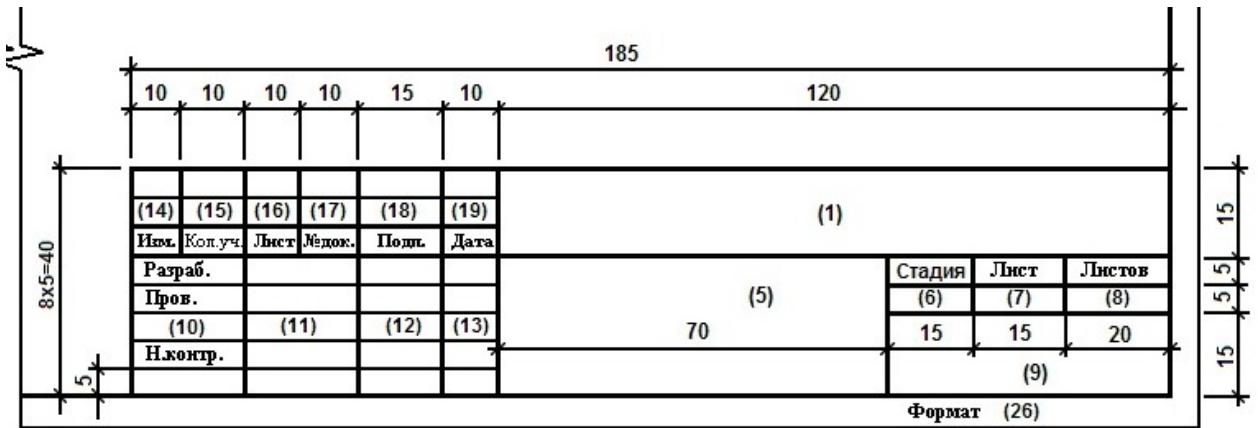 185
10 10 10 10 15 10 120
(14) (15) (16) (17) (18) (19) (1) 15
Изм. Кол.уч. Лист №док. Подп. Дата
8x5=40
Разраб. Стадия Лист Листов 5
Пров. (5) (6) (7) (8) 5
(10) (11) (12) (13) 70 15 15 20
Н.контр. 15
5 (9)
Формат (26)